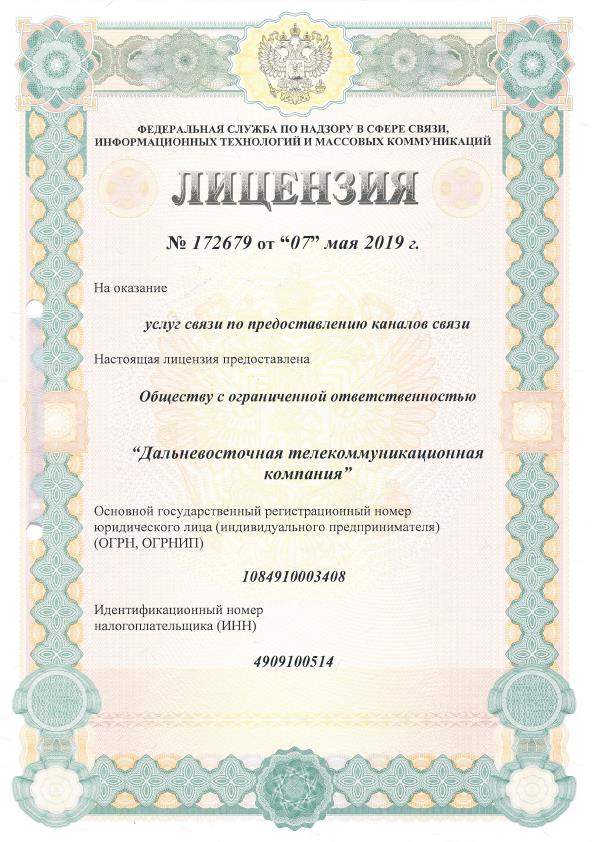 ФЕДЕРАЛЬНАЯ СЛУЖБА ПО НАДЗОРУ В СФЕРЕ СВЯЗИ,
ИНФОРМАЦИОННЫХ ТЕХНОЛОГИЙ И МАССОВЫХ КОММУНИКАЦИЙ
ЛИЦЕНЗИЯ
№ 172679 от “07” мая 2019 г.
На оказание
услуг связи по предоставлению каналов связи
Настоящая лицензия предоставлена
Обществу с ограниченной ответственностью
“Дальневосточная телекоммуникационная
компания”
Основной государственный регистрационный номер
юридического лица (индивидуального предпринимателя)
(ОГРН, ОГРНИП)
1084910003408
Идентификационный номер
налогоплательщика (ИНН)
4909100514